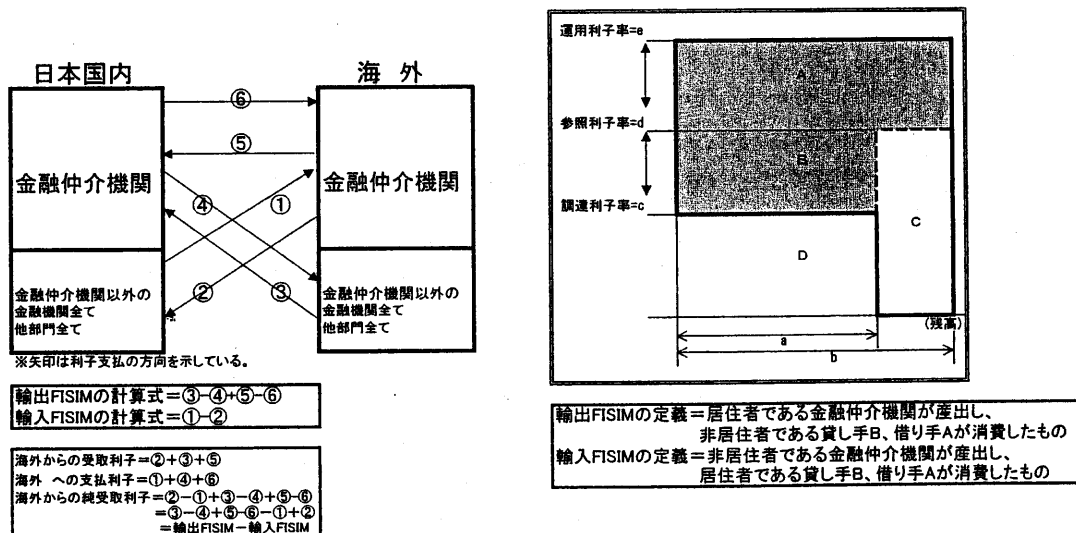 日本国内
海 外
⑥
⑤
金融仲介機関
金融仲介機関
④
①
②
③
金融仲介機関以外の
金融機関全て
他部門全て
金融仲介機関以外の
金融機関全て
他部門全て
※矢印は利子支払の方向を示している。
輸出FISIMの計算式=③-④+⑤-⑥
輸入FISIMの計算式=①-②
海外からの受取利子=②+③+⑤
海外 への支払利子=①+④+⑥
海外からの純受取利子=②-①+③-④+⑤-⑥
=③-④+⑤-⑥-①+②
=輸出FISIM-輸入FISIM
運用利子率=e
A
参照利子率=d
B
調達利子率=c
C
D
(残高)
a
b
輸出FISIMの定義=居住者である金融仲介機関が産出し、
非居住者である貸し手B、借り手Aが消費したもの
輸入FISIMの定義=非居住者である金融仲介機関が産出し、
居住者である貸し手B、借り手Aが消費したもの